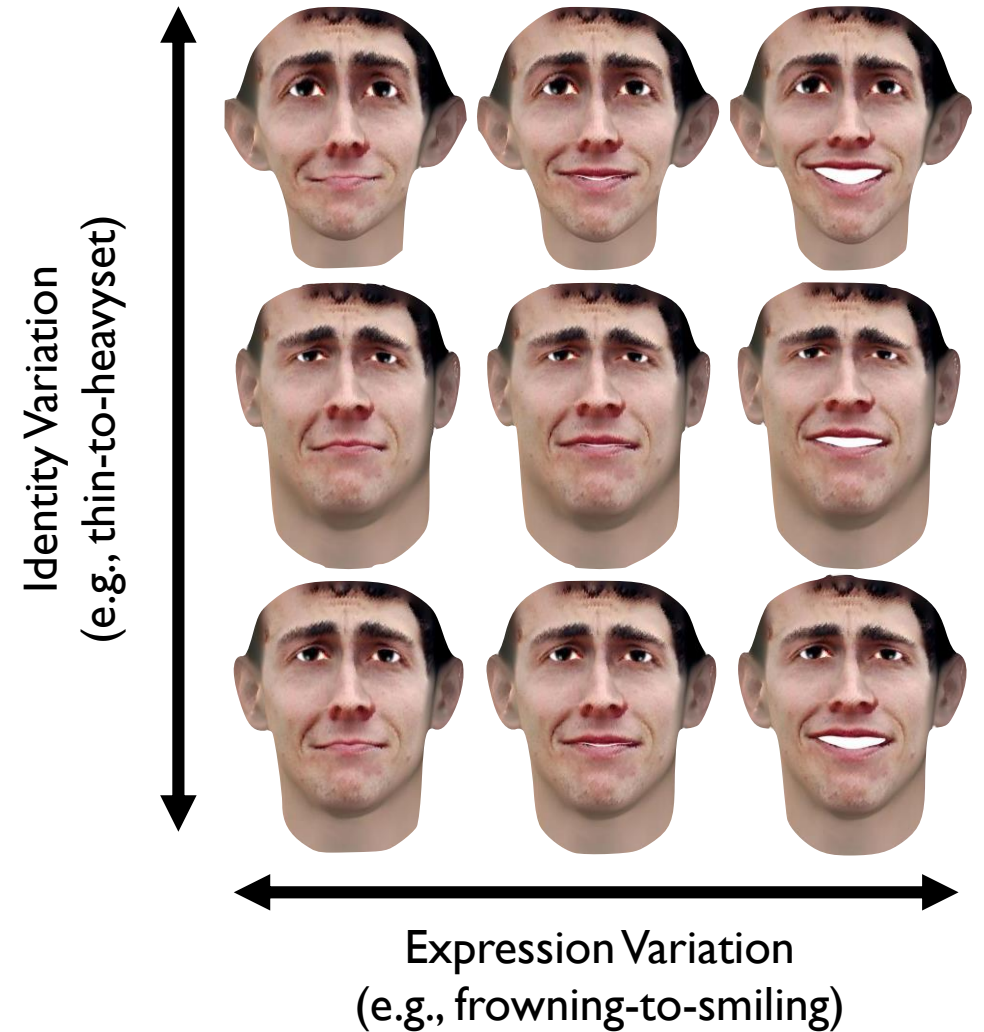 Identity Variation
(e.g., thin-to-heavyset)
Expression Variation
(e.g., frowning-to-smiling)